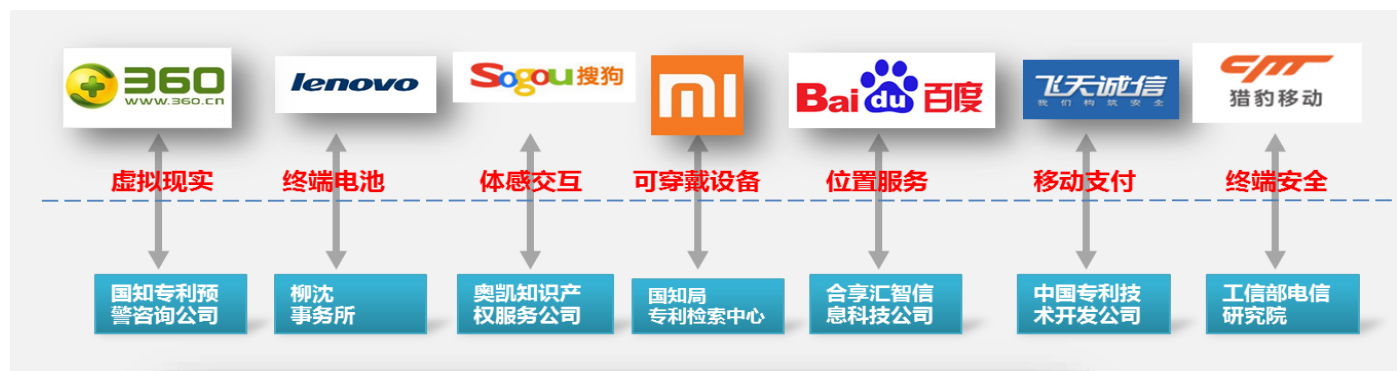 360
www.360.cn
lenovo
Sogou搜狗
mi
Bai du 百度
飞天诚信
我们构筑安全
cm
猎豹移动
虚拟现实
终端电池
体感交互
可穿戴设备
位置服务
移动支付
终端安全
国知专利预
警咨询公司
柳沈
事务所
奥凯知识产
权服务公司
国知局
专利检索中心
合享汇智信
息科技公司
中国专利技
术开发公司
工信部电信
研究院